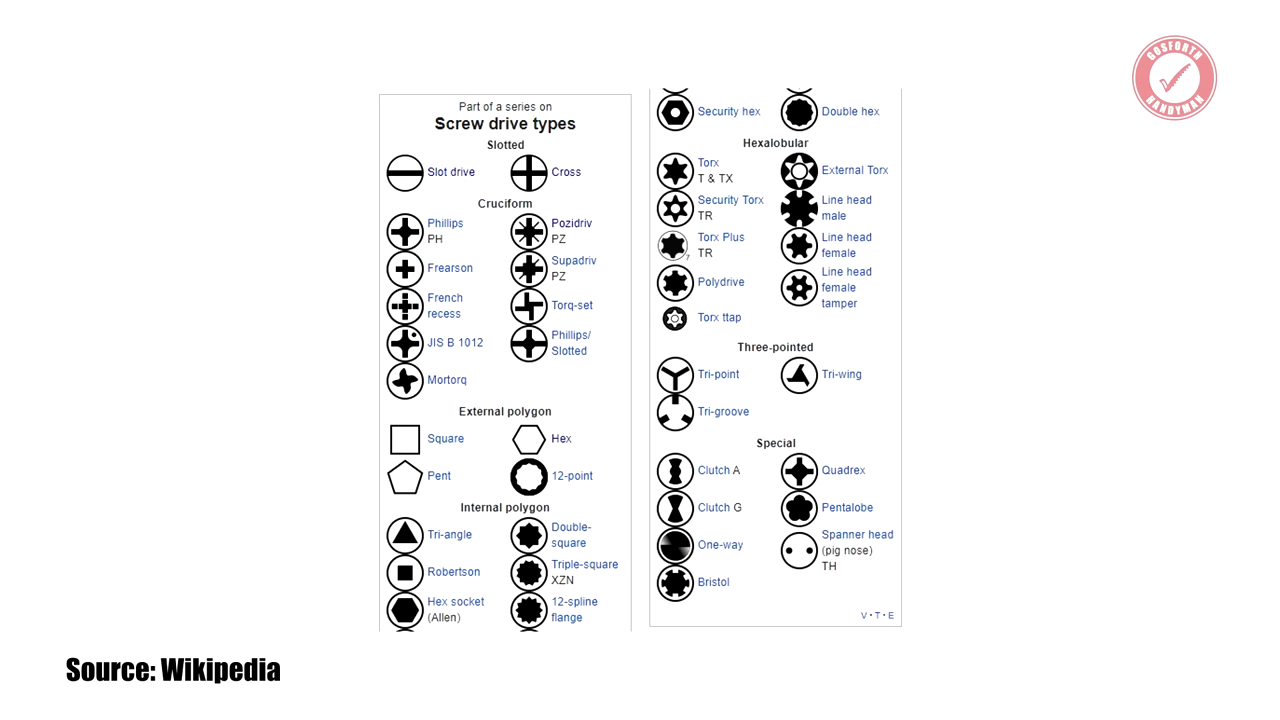 Part of a series on
Screw drive types
Slotted
Slot drive
Cross
Cruciform
Phillips
PH
Pozidriv
PZ
Frearson
Supadriv
PZ
French
recess
Torq-set
JIS B 1012
Phillips/
Slotted
Mortorq
External polygon
Square
Hex
Pent
12-point
Internal polygon
Tri-angle
Double-
square
Robertson
Triple-square
XZN
Hex socket
(Allen)
12-spline
flange
Security hex
Double hex
Hexalobular
Torx
T & TX
External Torx
Security Torx
TR
Line head
male
Torx Plus
TR
Line head
female
Polydrive
Line head
female
tamper
Torx ttap
Three-pointed
Tri-point
Tri-wing
Tri-groove
Special
Clutch A
Quadrex
Clutch G
Pentalobe
One-way
Spanner head
(pig nose)
TH
Bristol
V · T · E
GOSFORTH
HANDYMAN
Source: Wikipedia